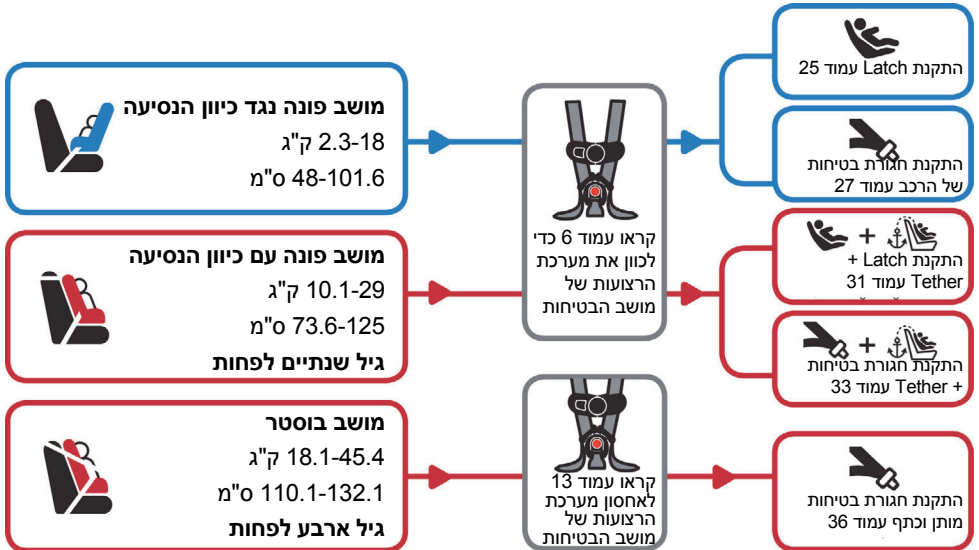 מושב פונה נגד כיוון הנסיעה
2.3-18 ק"ג
48-101.6 ס"מ
מושב פונה עם כיוון הנסיעה
10.1-29 ק"ג
73.6-125 ס"מ
גיל שנתיים לפחות
מושב בוסטר
18.1-45.4 ק"ג
110.1-132.1 ס"מ
גיל ארבע לפחות
קראו עמוד 6 כדי
לכוון את מערכת
הרצועות של
מושב הבטיחות
קראו עמוד 13
לאחסון מערכת
הרצועות של
מושב הבטיחות
התקנת Latch עמוד 25
התקנת חגורת בטיחות
של הרכב עמוד 27
+
התקנת Latch +
Tether עמוד 31
+
התקנת חגורת בטיחות
+ Tether עמוד 33
התקנת חגורת בטיחות
מותן וכתף עמוד 36